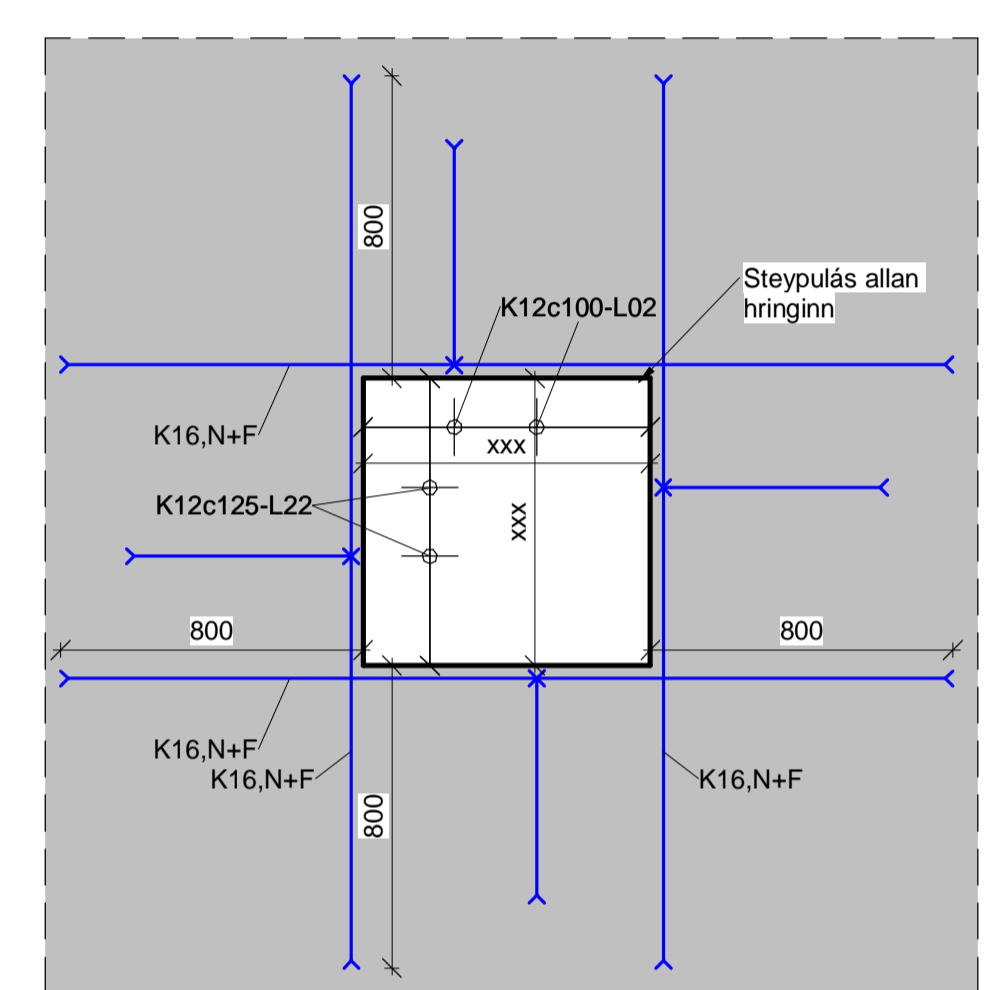 800
Steypulás allan
hringinn
K12c100-L02
K16,N+F
xxx
K12c125-L22
xxx
800
800
K16,N+F
K16,N+F
K16,N+F
800